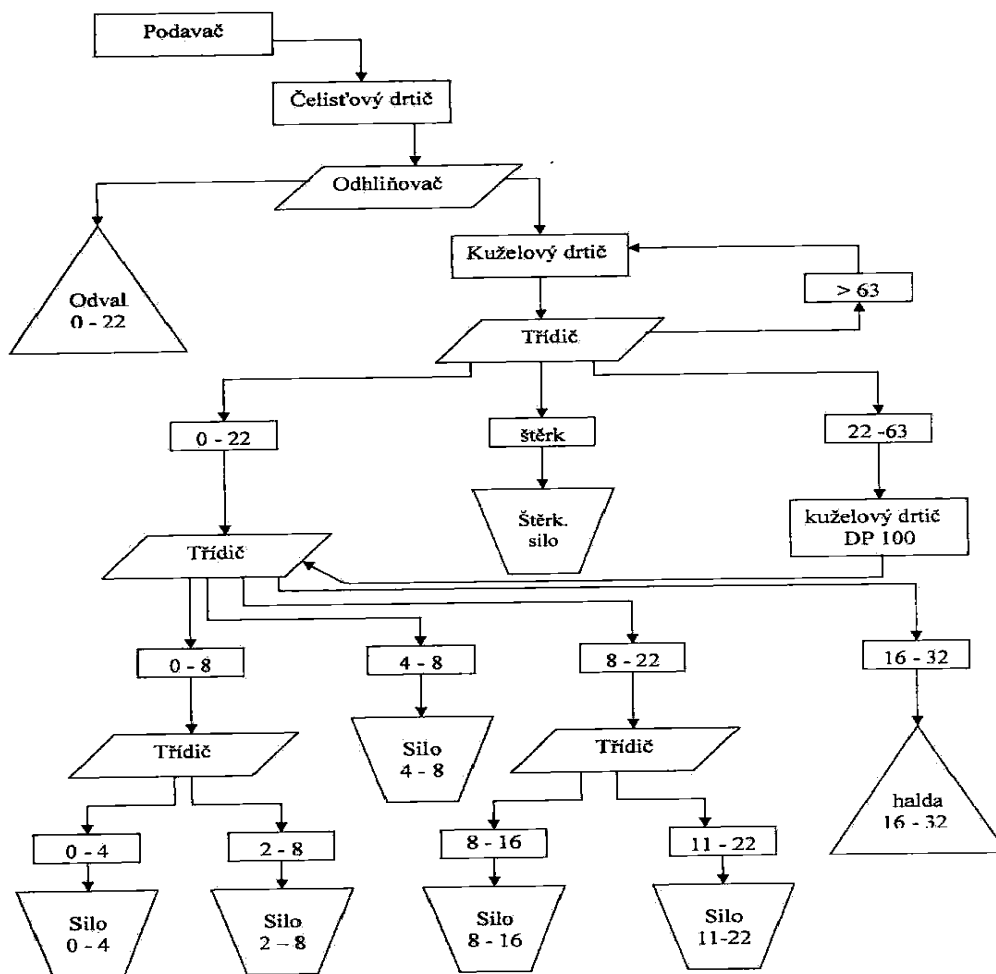 Podavač
Čelisťový drtič
Odhliňovač
Kuželový drtič
> 63
Odval
0 - 22
Třídič
0 - 22
štěrk
22 -63
Štěrk.
silo
kuželový drtič
DP 100
Třídič
0 - 8
4 - 8
8 - 22
16 - 32
Třídič
Silo
4 - 8
Třídič
halda
16 - 32
0 - 4
2 - 8
8 - 16
11 - 22
Silo
0 - 4
Silo
2 – 8
Silo
8 - 16
Silo
11-22